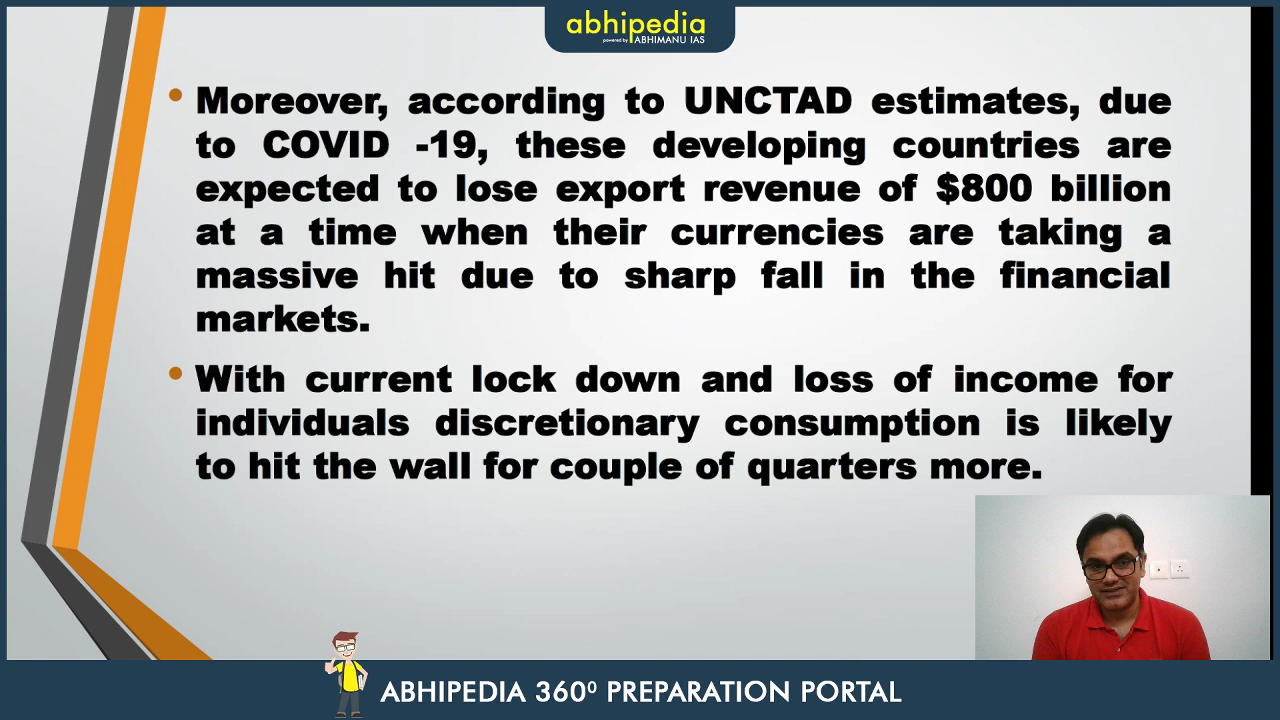 abhipedia
powered by ABHIMANU IAS
• Moreover, according to UNCTAD estimates, due
to COVID -19, these developing countries are
expected to lose export revenue of $800 billion
at a time when their currencies are taking a
massive hit due to sharp fall in the financial
markets.
• With current lock down and loss of income for
individuals discretionary consumption is likely
to hit the wall for couple of quarters more.
ABHIPEDIA 360⁰ PREPARATION PORTAL